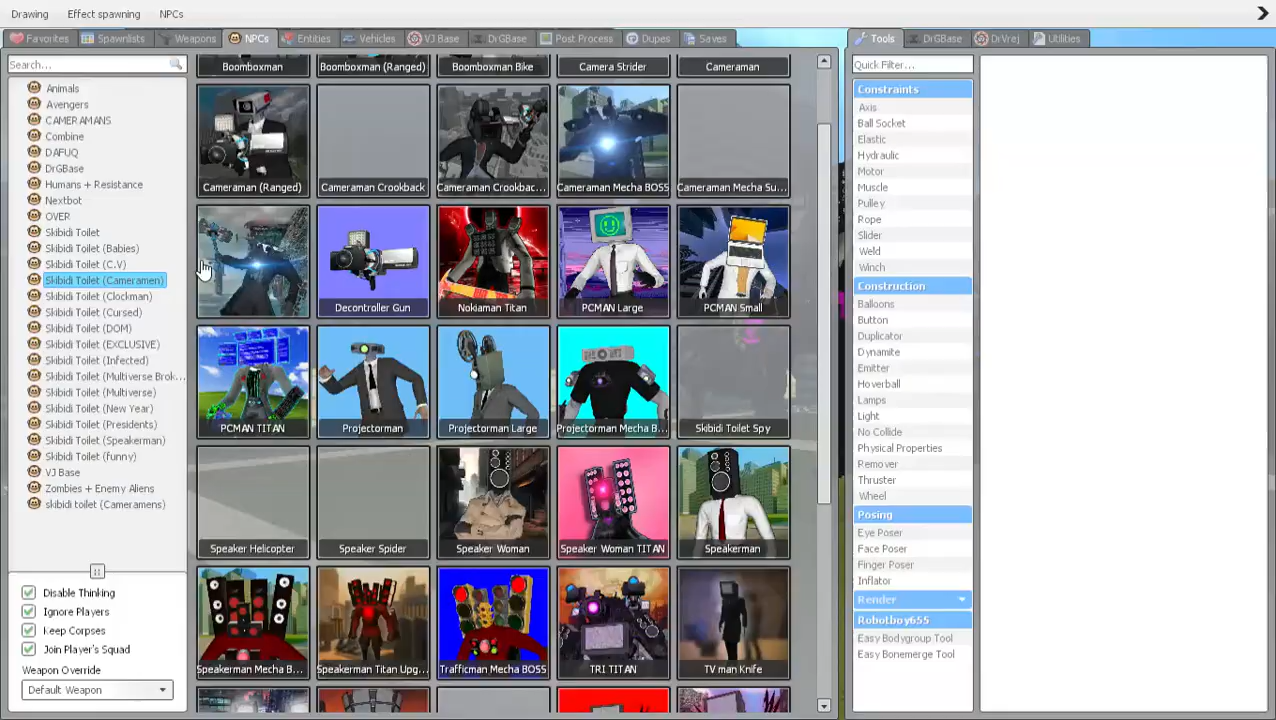 Drawing Effect spawning NPCs
Favorites Spawnlists Weapons NPCs Entities Vehicles VJ Base DrGBase Post Process Dupes Saves
Tools DrGBase DrVrej Utilities
Search...
Animals
Avengers
CAMERAMANS
Combine
DAFUQ
DrGBase
Humans + Resistance
Nextbot
OVER
Skibidi Toilet
Skibidi Toilet (Babies)
Skibidi Toilet (C.V)
Skibidi Toilet (Cameramen)
Skibidi Toilet (Clockman)
Skibidi Toilet (Cursed)
Skibidi Toilet (DOM)
Skibidi Toilet (EXCLUSIVE)
Skibidi Toilet (Infected)
Skibidi Toilet (Multiverse Brok...
Skibidi Toilet (Multiverse)
Skibidi Toilet (New Year)
Skibidi Toilet (Presidents)
Skibidi Toilet (Speakerman)
Skibidi Toilet (funny)
VJ Base
Zombies + Enemy Aliens
skibidi toilet (Cameramens)
Disable Thinking
Ignore Players
Keep Corpses
Join Player's Squad
Weapon Override
Default Weapon
Boomboxman Boomboxman (Ranged) Boomboxman Bike Camera Strider Cameraman
Cameraman (Ranged) Cameraman Crookback Cameraman Crookbac... Cameraman Mecha BOSS Cameraman Mecha Su...
Decontroller Gun Nokiaman Titan PCMAN Large PCMAN Small
PCMAN TITAN Projectorman Projectorman Large Projectorman Mecha B... Skibidi Toilet Spy
Speaker Helicopter Speaker Spider Speaker Woman Speaker Woman TITAN Speakerman
Speakerman Mecha B... Speakerman Titan Upg... Trafficman Mecha BOSS TRI TITAN TV man Knife
Quick Filter...
Constraints
Axis
Ball Socket
Elastic
Hydraulic
Motor
Muscle
Pulley
Rope
Slider
Weld
Winch
Construction
Balloons
Button
Duplicator
Dynamite
Emitter
Hoverball
Lamps
Light
No Collide
Physical Properties
Remover
Thruster
Wheel
Posing
Eye Poser
Face Poser
Finger Poser
Inflator
Render
Robotboy655
Easy Bodygroup Tool
Easy Bonemerge Tool